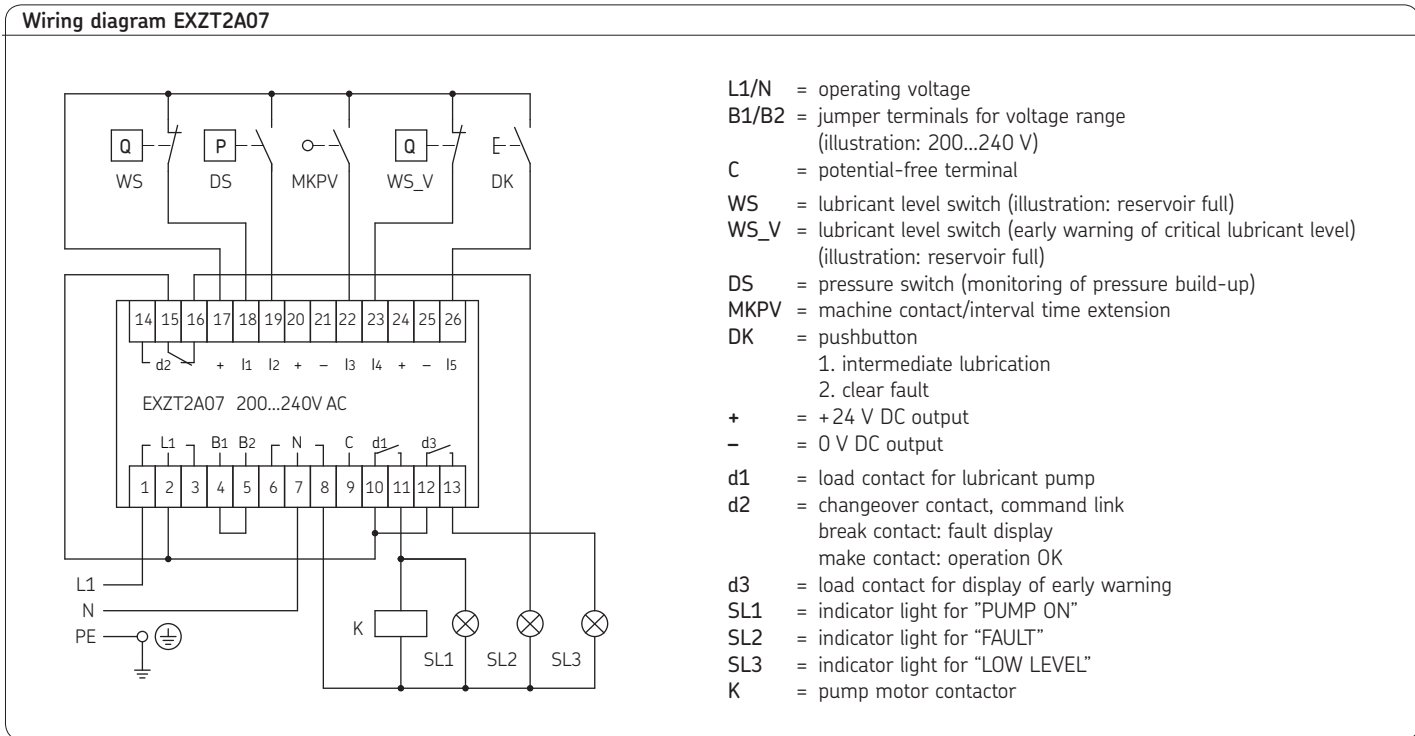 Wiring diagram EXZT2A07
Q P Q
WS DS MKPV WS_V DK
14 15 16 17 18 19 20 21 22 23 24 25 26
d2 + I1 I2 + – I3 I4 + – I5
EXZT2A07 200...240V AC
L1 B1 B2 N C d1 d3
1 2 3 4 5 6 7 8 9 10 11 12 13
L1
N
PE
K
SL1 SL2 SL3
L1/N = operating voltage
B1/B2 = jumper terminals for voltage range
(illustration: 200...240 V)
C = potential-free terminal
WS = lubricant level switch (illustration: reservoir full)
WS_V = lubricant level switch (early warning of critical lubricant level)
(illustration: reservoir full)
DS = pressure switch (monitoring of pressure build-up)
MKPV = machine contact/interval time extension
DK = pushbutton
1. intermediate lubrication
2. clear fault
+ = +24 V DC output
– = 0 V DC output
d1 = load contact for lubricant pump
d2 = changeover contact, command link
break contact: fault display
make contact: operation OK
d3 = load contact for display of early warning
SL1 = indicator light for ”PUMP ON”
SL2 = indicator light for “FAULT”
SL3 = indicator light for “LOW LEVEL”
K = pump motor contactor